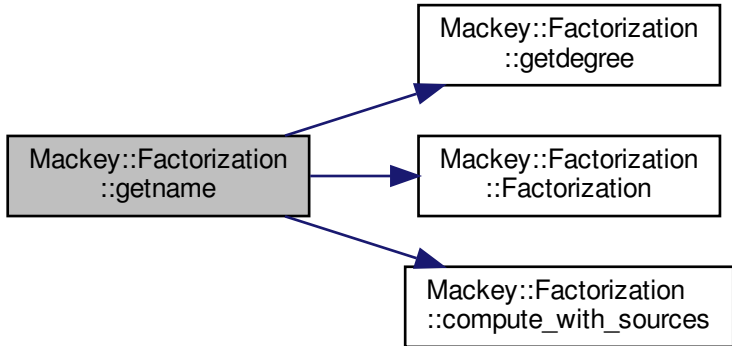 Mackey::Factorization
::getdegree
Mackey::Factorization
::getname
Mackey::Factorization
::Factorization
Mackey::Factorization
::compute_with_sources